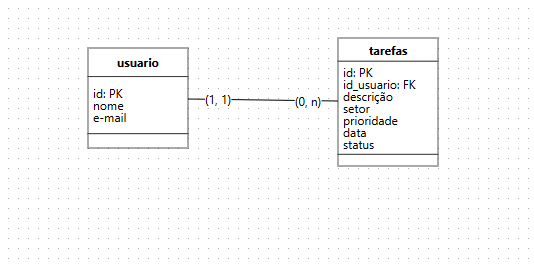 usuario
id: PK
nome
e-mail
(1, 1)
(0, n)
tarefas
id: PK
id_usuario: FK
descrição
setor
prioridade
data
status